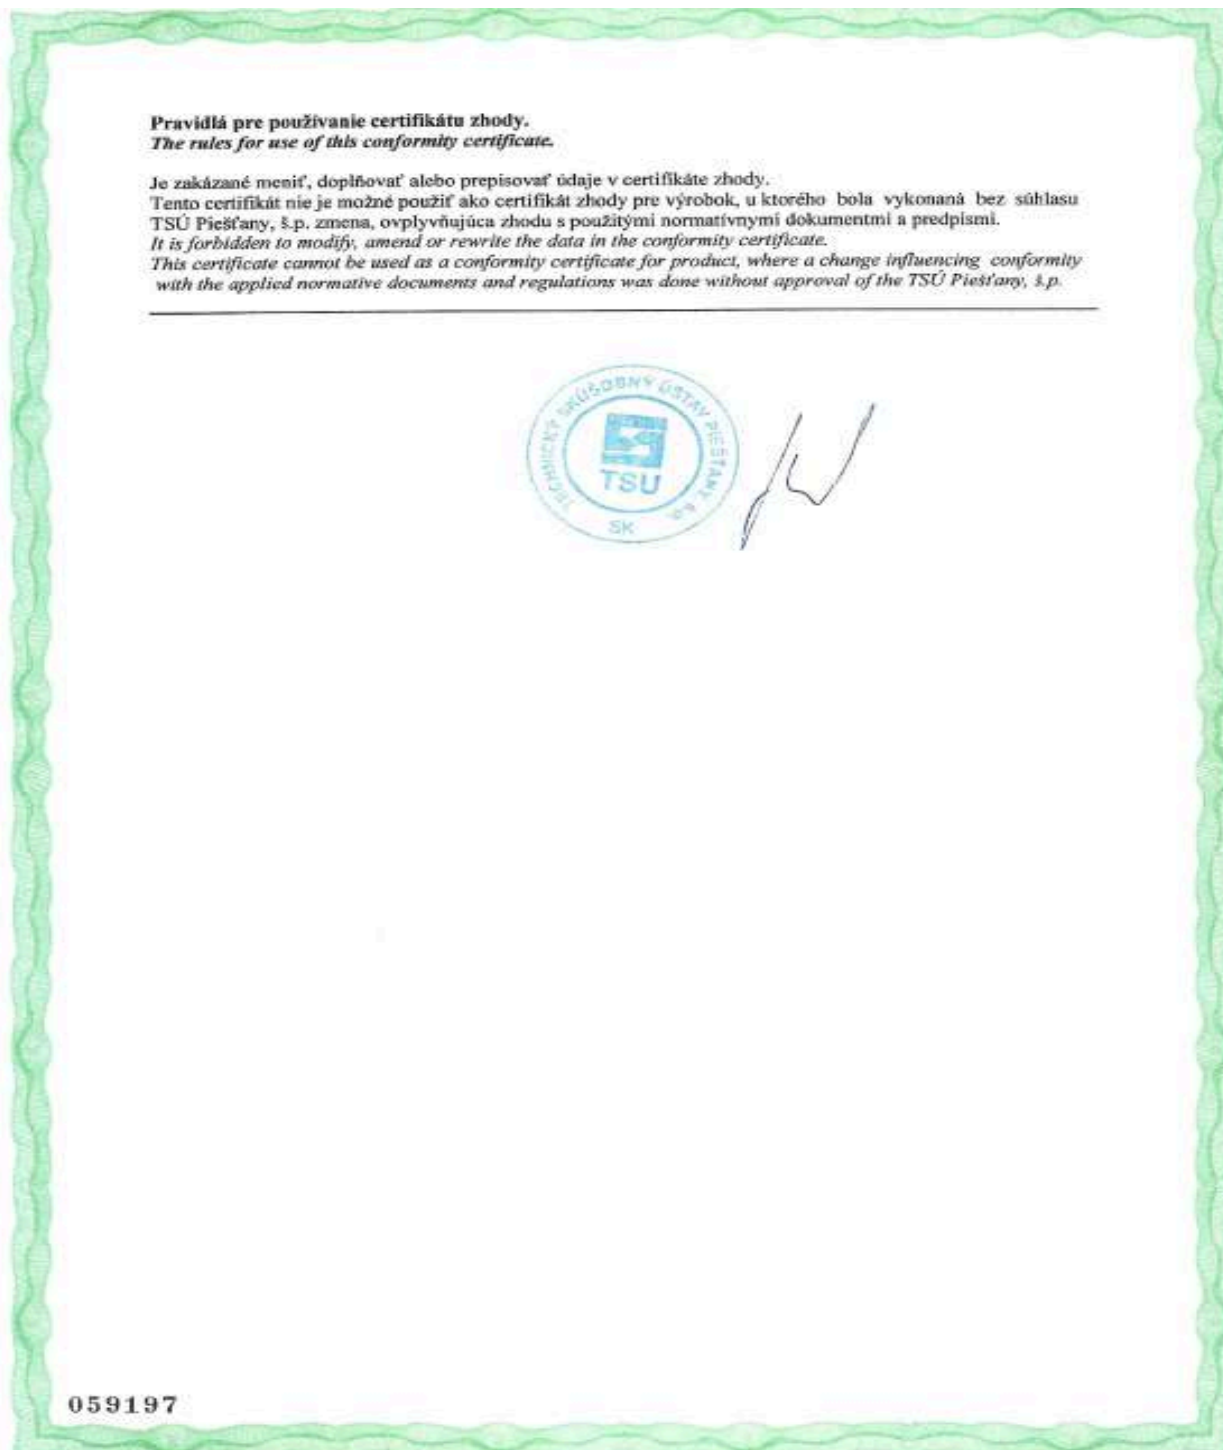 Pravidlá pre používanie certifikátu zhody.
The rules for use of this conformity certificate.
Je zakázané meniť, doplňovať alebo prepisovať údaje v certifikáte zhody.
Tento certifikát nie je možné použiť ako certifikát zhody pre výrobok, u ktorého bola vykonaná bez súhlasu
TSÚ Piešťany, š.p. zmena, ovplyvňujúca zhodu s použitými normatívnymi dokumentmi a predpismi.
It is forbidden to modify, amend or rewrite the data in the conformity certificate.
This certificate cannot be used as a conformity certificate for product, where a change influencing conformity
with the applied normative documents and regulations was done without approval of the TSÚ Piešťany, š.p.
TECHNICKÝ SKÚŠOBNÝ ÚSTAV PIEŠŤANY, š.p.
TSU
SK
059197